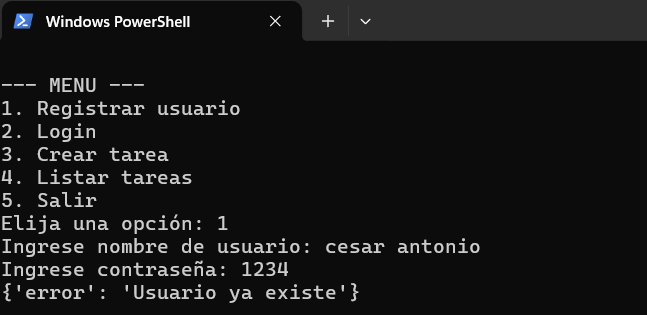 Windows PowerShell
--- MENU ---
1. Registrar usuario
2. Login
3. Crear tarea
4. Listar tareas
5. Salir
Elija una opción: 1
Ingrese nombre de usuario: cesar antonio
Ingrese contraseña: 1234
{'error': 'Usuario ya existe'}